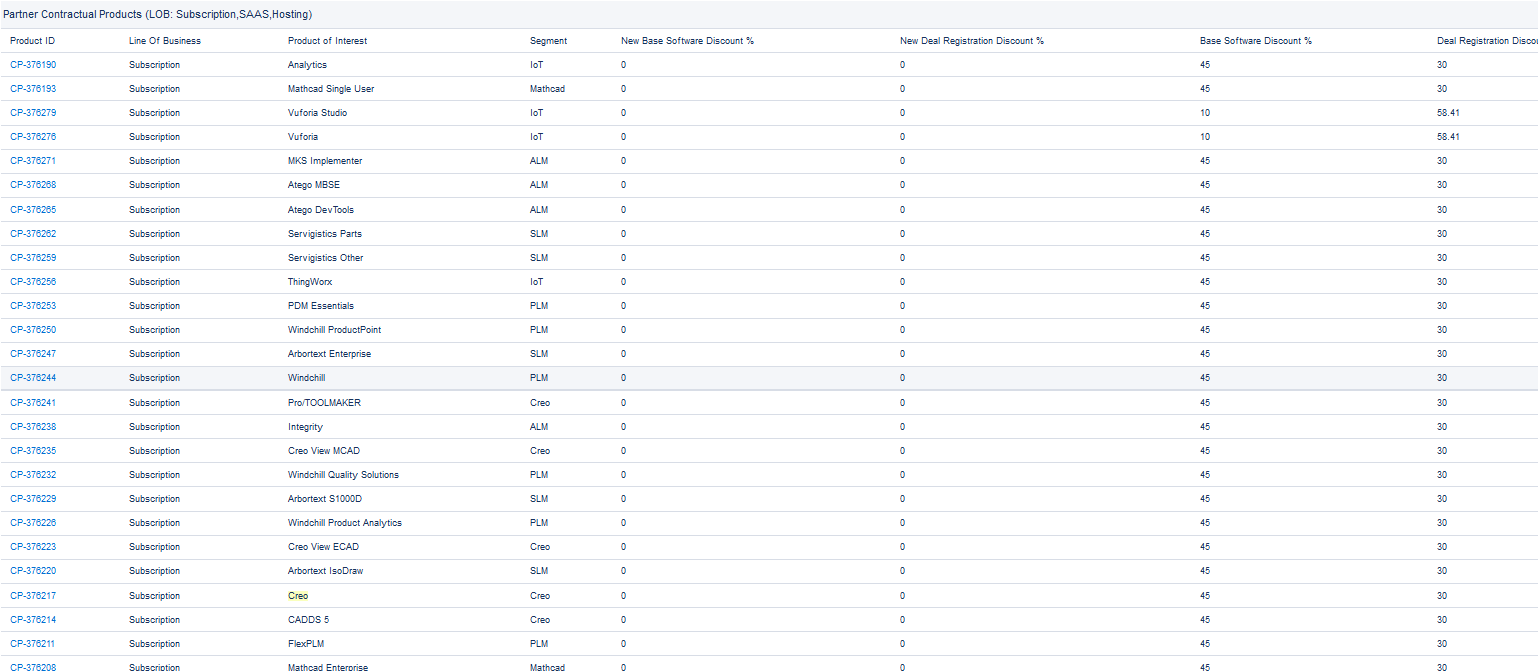 Partner Contractual Products (LOB: Subscription,SAAS,Hosting)
Product ID Line Of Business Product of Interest Segment New Base Software Discount % New Deal Registration Discount % Base Software Discount % Deal Registration Discou
CP-376190 Subscription Analytics IoT 0 0 45 30
CP-376193 Subscription Mathcad Single User Mathcad 0 0 45 30
CP-376279 Subscription Vuforia Studio IoT 0 0 10 58.41
CP-376276 Subscription Vuforia IoT 0 0 10 58.41
CP-376271 Subscription MKS Implementer ALM 0 0 45 30
CP-376268 Subscription Atego MBSE ALM 0 0 45 30
CP-376265 Subscription Atego DevTools ALM 0 0 45 30
CP-376262 Subscription Servigistics Parts SLM 0 0 45 30
CP-376259 Subscription Servigistics Other SLM 0 0 45 30
CP-376256 Subscription ThingWorx IoT 0 0 45 30
CP-376253 Subscription PDM Essentials PLM 0 0 45 30
CP-376250 Subscription Windchill ProductPoint PLM 0 0 45 30
CP-376247 Subscription Arbortext Enterprise SLM 0 0 45 30
CP-376244 Subscription Windchill PLM 0 0 45 30
CP-376241 Subscription Pro/TOOLMAKER Creo 0 0 45 30
CP-376238 Subscription Integrity ALM 0 0 45 30
CP-376235 Subscription Creo View MCAD Creo 0 0 45 30
CP-376232 Subscription Windchill Quality Solutions PLM 0 0 45 30
CP-376229 Subscription Arbortext S1000D SLM 0 0 45 30
CP-376226 Subscription Windchill Product Analytics PLM 0 0 45 30
CP-376223 Subscription Creo View ECAD Creo 0 0 45 30
CP-376220 Subscription Arbortext IsoDraw SLM 0 0 45 30
CP-376217 Subscription Creo Creo 0 0 45 30
CP-376214 Subscription CADDS 5 Creo 0 0 45 30
CP-376211 Subscription FlexPLM PLM 0 0 45 30
CP-376208 Subscription Mathcad Enterprise Mathcad 0 0 45 30